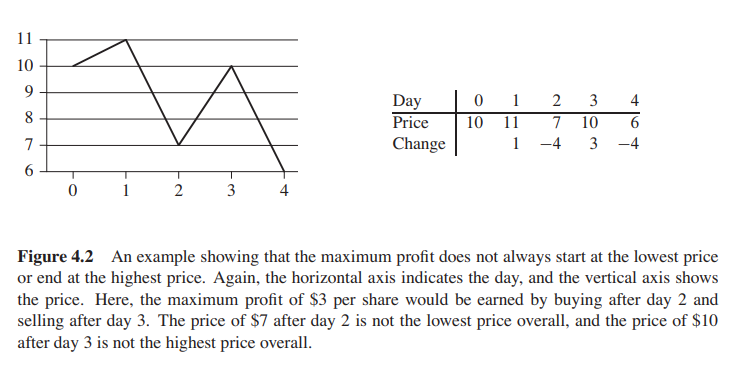 11
10
9
8
7
6
0 1 2 3 4
Day 0 1 2 3 4
Price 10 11 7 10 6
Change 1 −4 3 −4
Figure 4.2 An example showing that the maximum profit does not always start at the lowest price
or end at the highest price. Again, the horizontal axis indicates the day, and the vertical axis shows
the price. Here, the maximum profit of $3 per share would be earned by buying after day 2 and
selling after day 3. The price of $7 after day 2 is not the lowest price overall, and the price of $10
after day 3 is not the highest price overall.